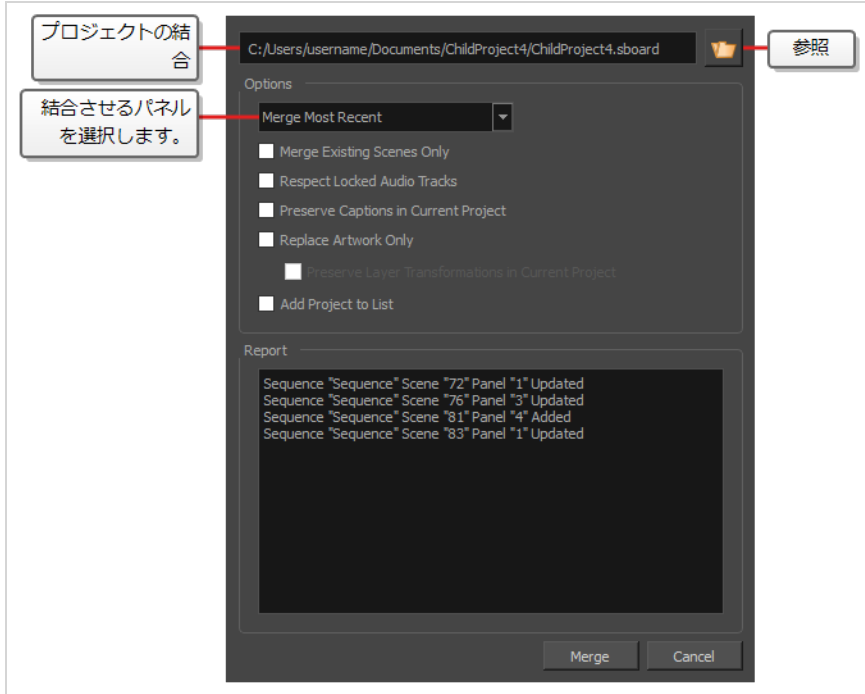 プロジェクトの結
合
C:/Users/username/Documents/ChildProject4/ChildProject4.sboard
参照
Options
結合させるパネル
を選択します。
Merge Most Recent
Merge Existing Scenes Only
Respect Locked Audio Tracks
Preserve Captions in Current Project
Replace Artwork Only
Preserve Layer Transformations in Current Project
Add Project to List
Report
Sequence "Sequence" Scene "72" Panel "1" Updated
Sequence "Sequence" Scene "76" Panel "3" Updated
Sequence "Sequence" Scene "81" Panel "4" Added
Sequence "Sequence" Scene "83" Panel "1" Updated
Merge
Cancel